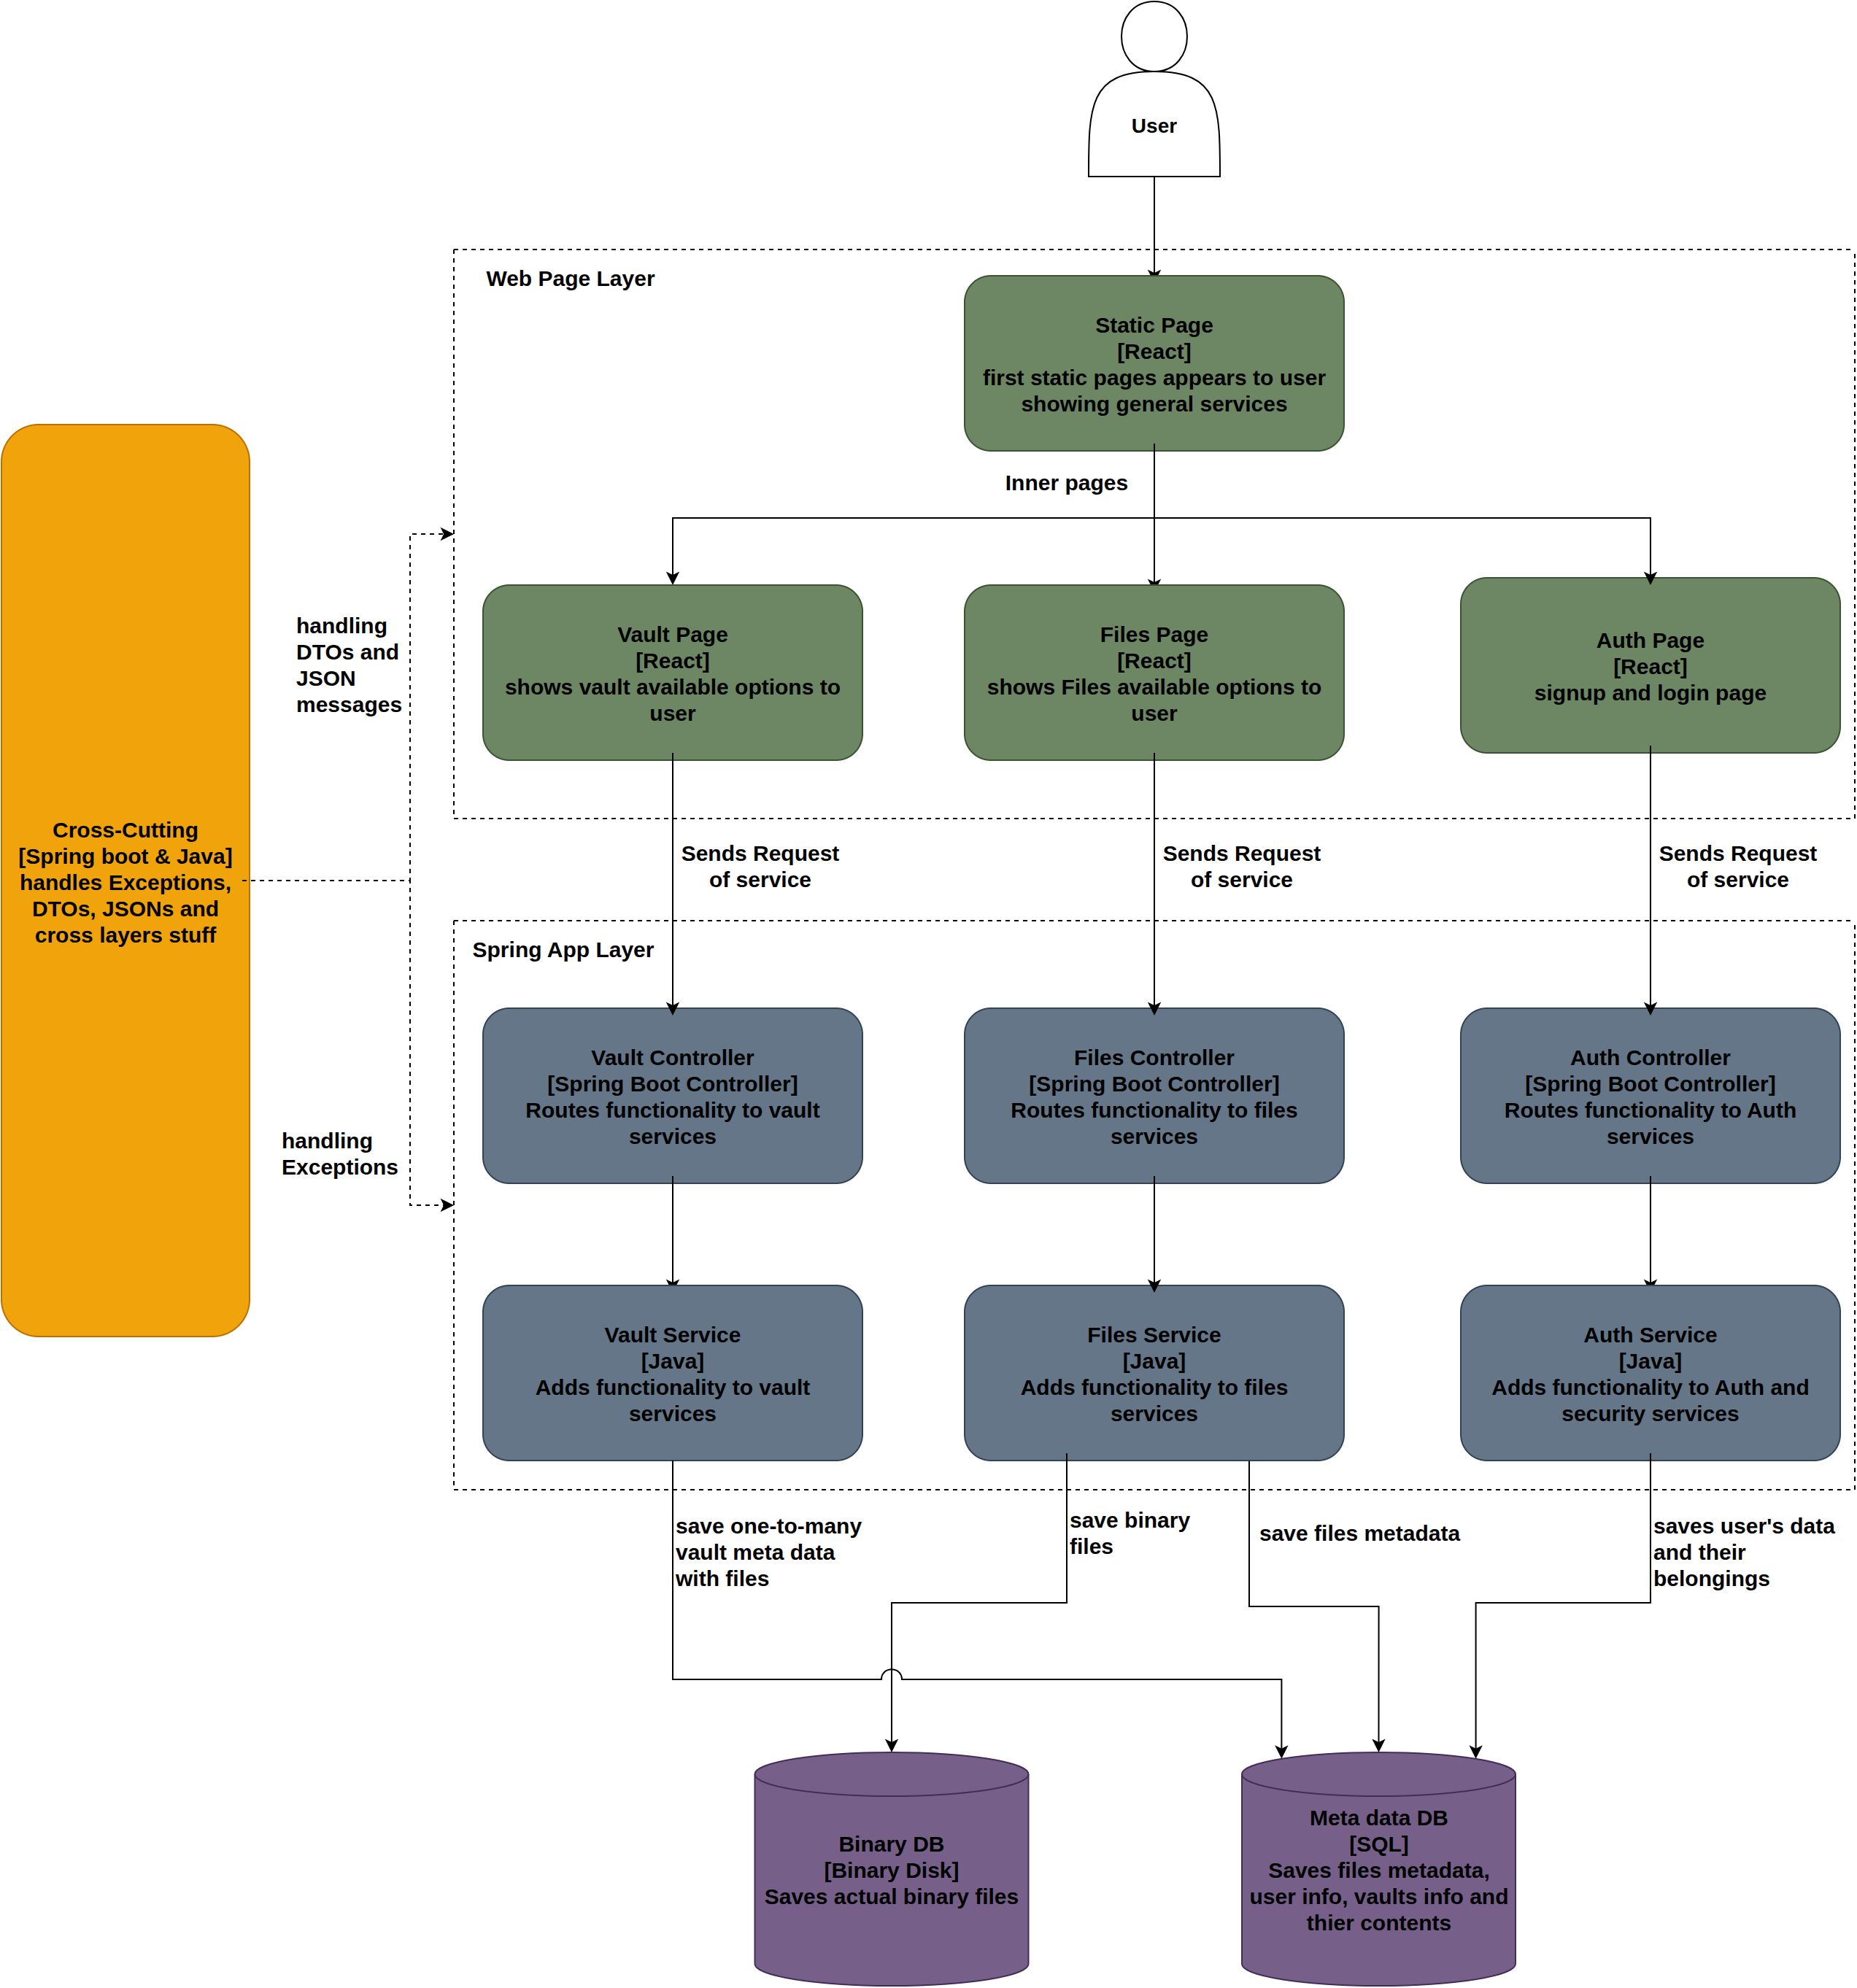 User
Web Page Layer
Static Page
[React]
first static pages appears to user
showing general services
Inner pages
Vault Page
[React]
shows vault available options to
user
Files Page
[React]
shows Files available options to
user
Auth Page
[React]
signup and login page
handling
DTOs and
JSON
messages
Cross-Cutting
[Spring boot & Java]
handles Exceptions,
DTOs, JSONs and
cross layers stuff
Sends Request
of service
Sends Request
of service
Sends Request
of service
Spring App Layer
Vault Controller
[Spring Boot Controller]
Routes functionality to vault
services
Files Controller
[Spring Boot Controller]
Routes functionality to files
services
Auth Controller
[Spring Boot Controller]
Routes functionality to Auth
services
handling
Exceptions
Vault Service
[Java]
Adds functionality to vault
services
Files Service
[Java]
Adds functionality to files
services
Auth Service
[Java]
Adds functionality to Auth and
security services
save one-to-many
vault meta data
with files
save binary
files
save files metadata
saves user's data
and their
belongings
Binary DB
[Binary Disk]
Saves actual binary files
Meta data DB
[SQL]
Saves files metadata,
user info, vaults info and
thier contents